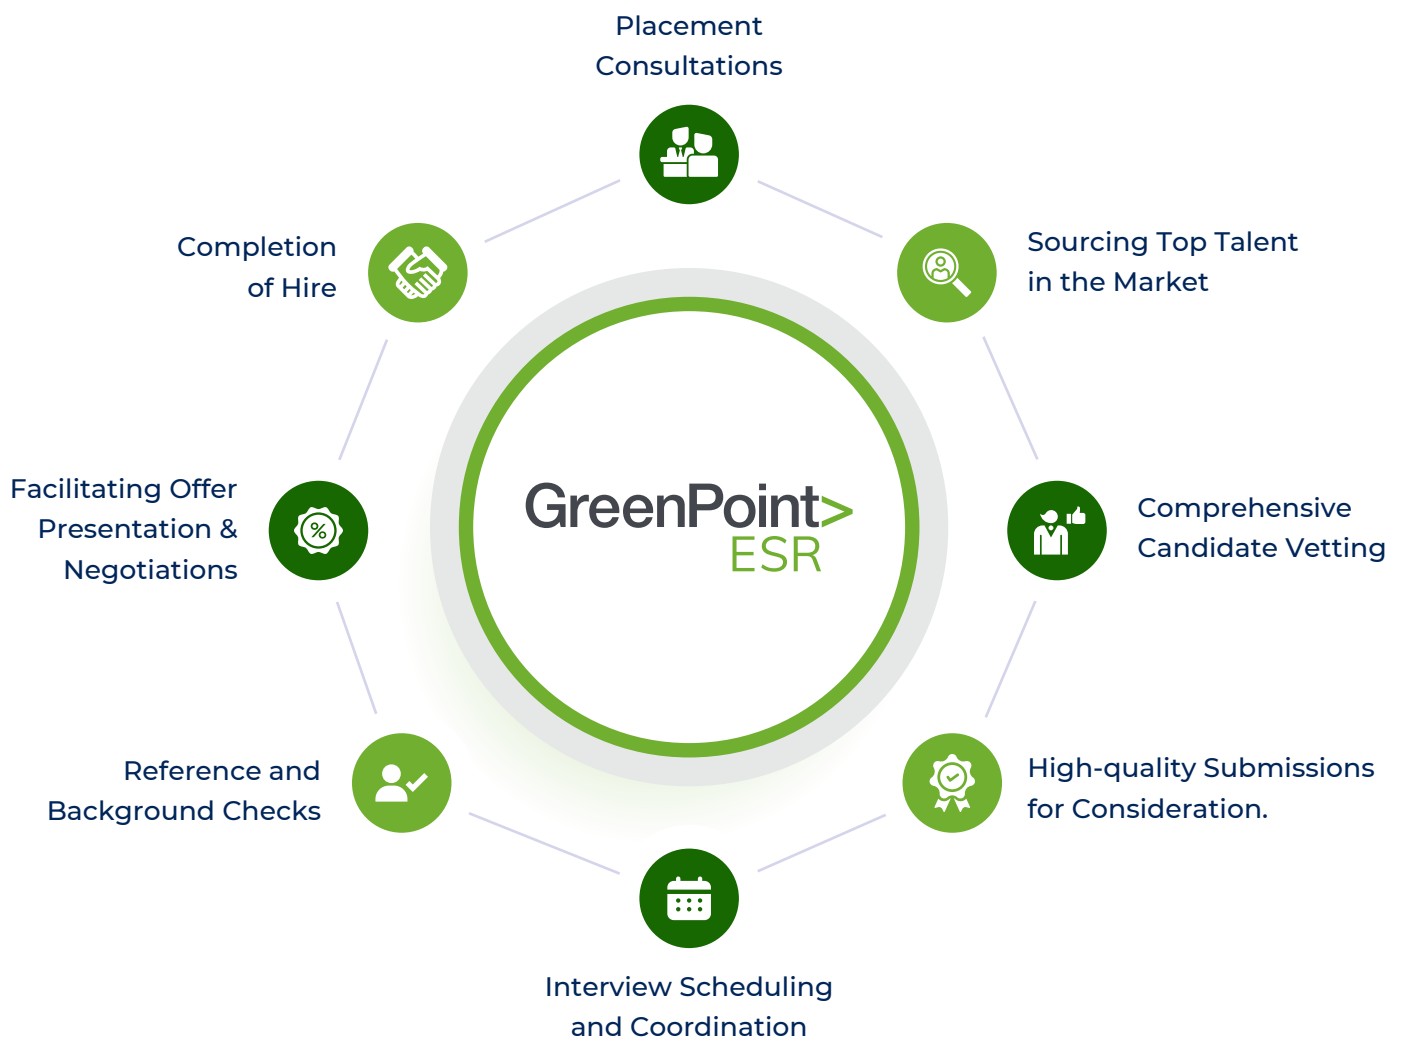 Placement
Consultations
Sourcing Top Talent
in the Market
Comprehensive
Candidate Vetting
High-quality Submissions
for Consideration.
Interview Scheduling
and Coordination
Reference and
Background Checks
Facilitating Offer
Presentation &
Negotiations
%
Completion
of Hire
GreenPoint>
ESR